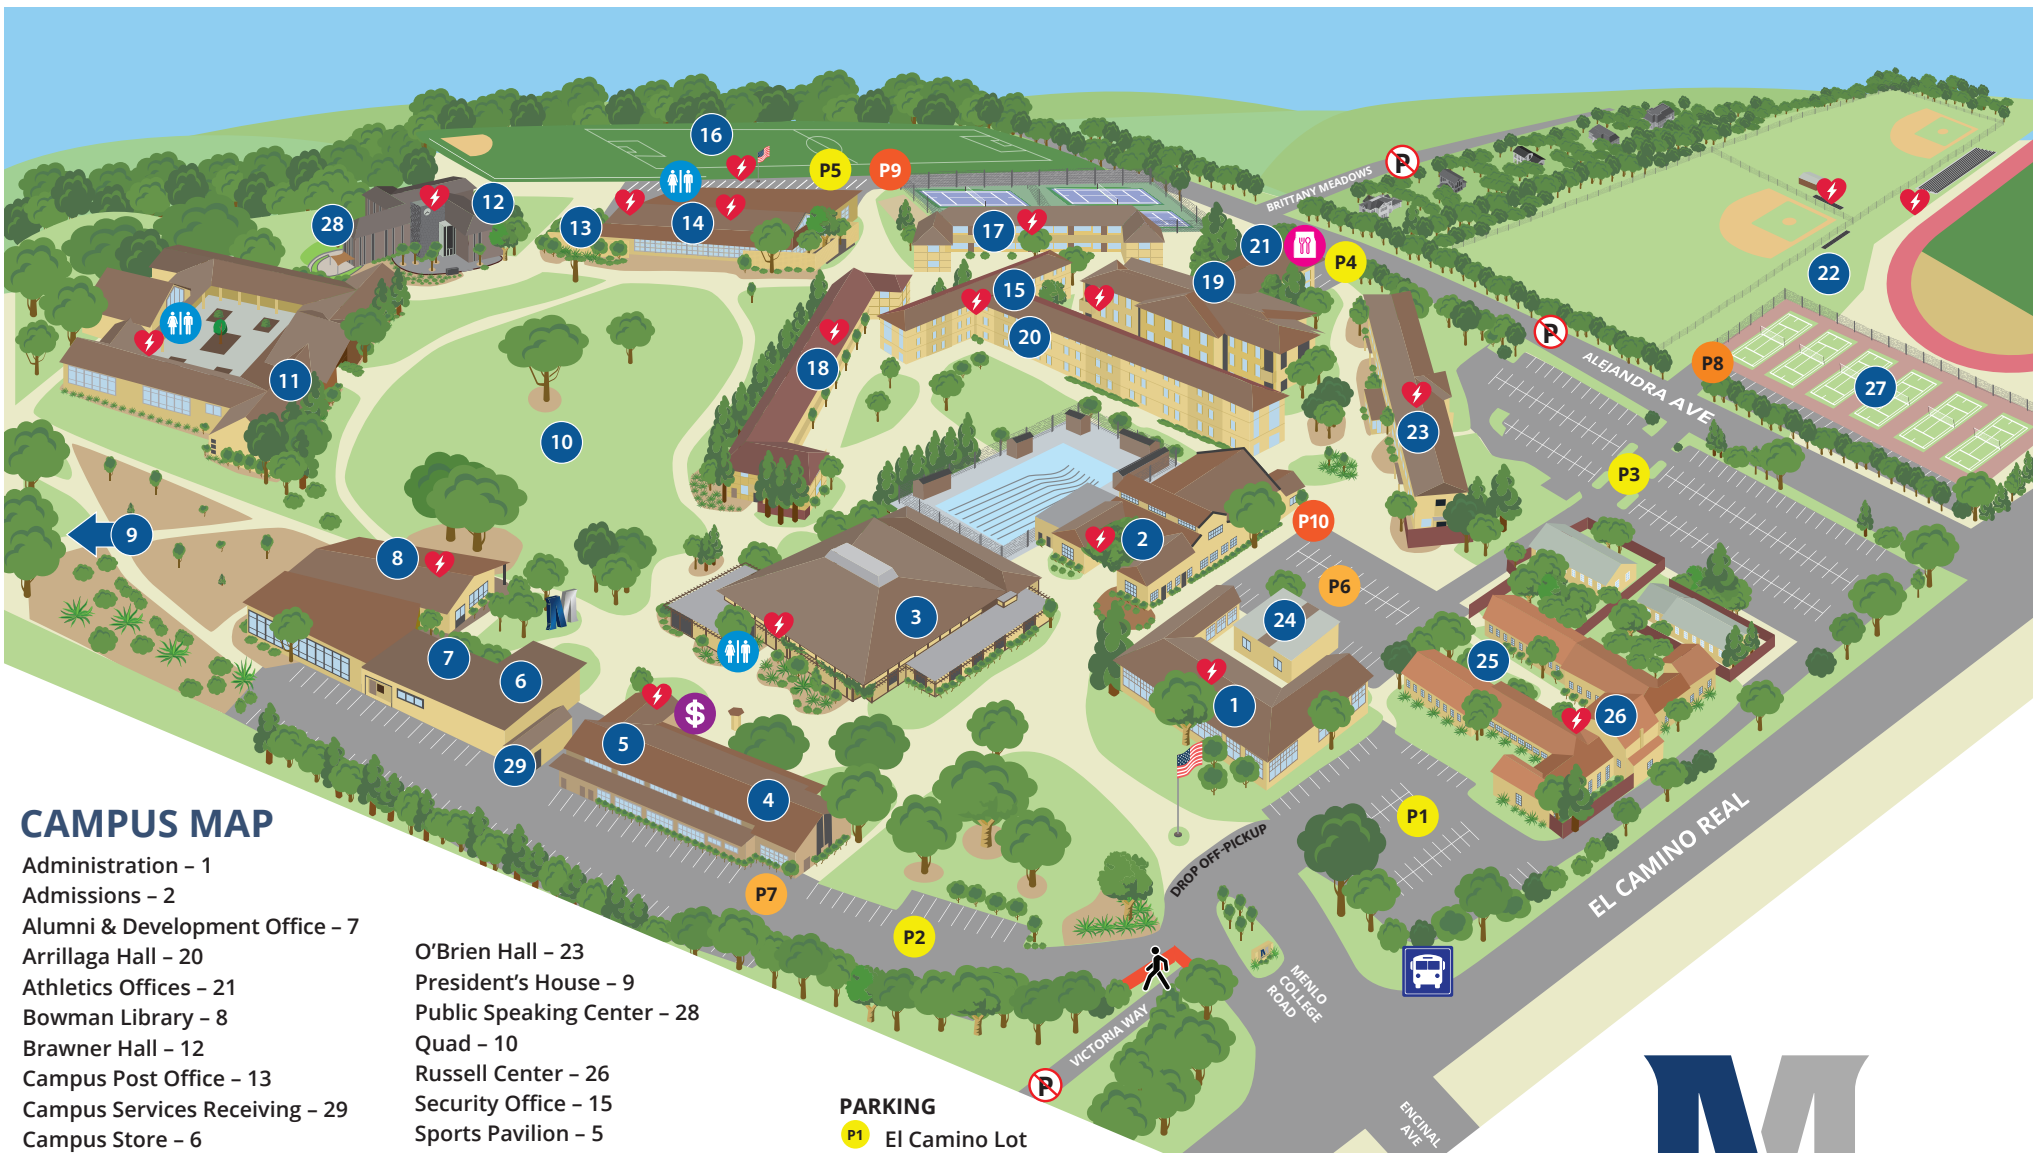 16
P5
P9
P
BRITTANY MEADOWS
12
28
13
14
17
21
P4
22
15
19
20
P
ALEJANDRA AVE
P8
27
18
11
10
23
P3
9
8
2
P10
P6
3
24
7
6
25
1
26
5
$
29
4
P1
EL CAMINO REAL
DROP OFF-PICKUP
P7
P2
MENLO
COLLEGE
ROAD
VICTORIA WAY
P
ENCINAL
AVE
M
CAMPUS MAP
Administration – 1
Admissions – 2
Alumni & Development Office – 7
Arrillaga Hall – 20
Athletics Offices – 21
Bowman Library – 8
Brawner Hall – 12
Campus Post Office – 13
Campus Services Receiving – 29
Campus Store – 6
O’Brien Hall – 23
President’s House – 9
Public Speaking Center – 28
Quad – 10
Russell Center – 26
Security Office – 15
Sports Pavilion – 5
PARKING
P1 El Camino Lot
M